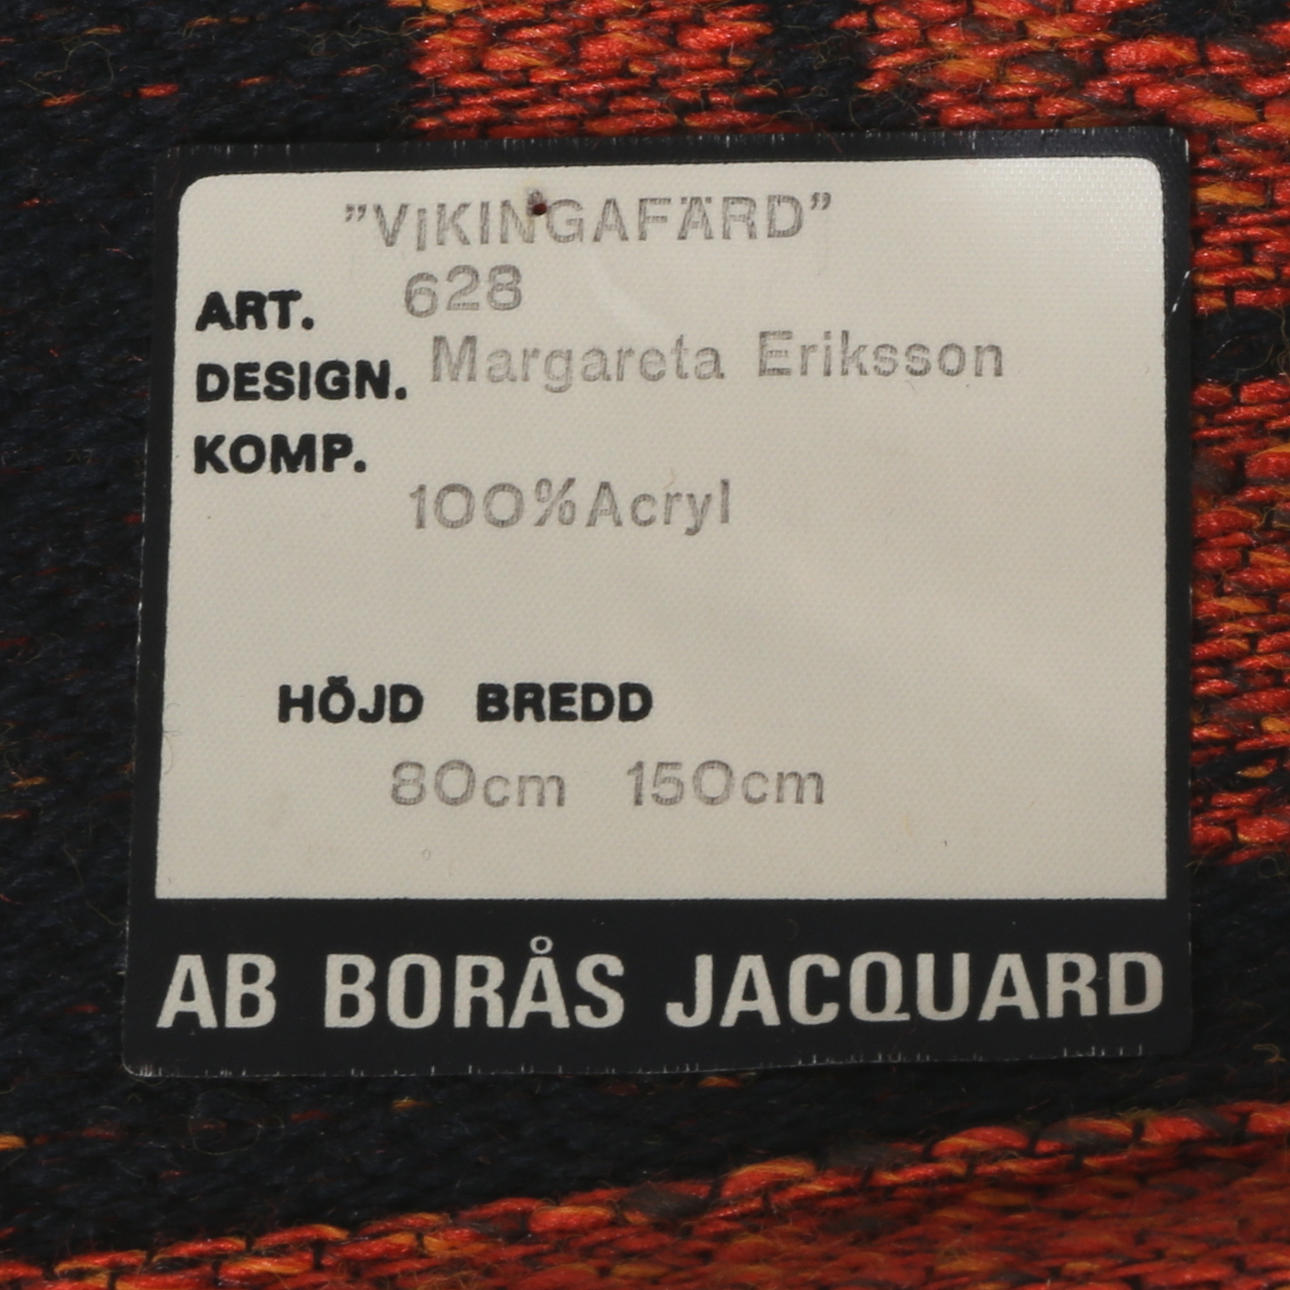 "VIKINGAFÄRD"
ART. 628
DESIGN. Margareta Eriksson
KOMP.
100% Acryl
HÖJD BREDD
80cm 150cm
AB BORÅS JACQUARD